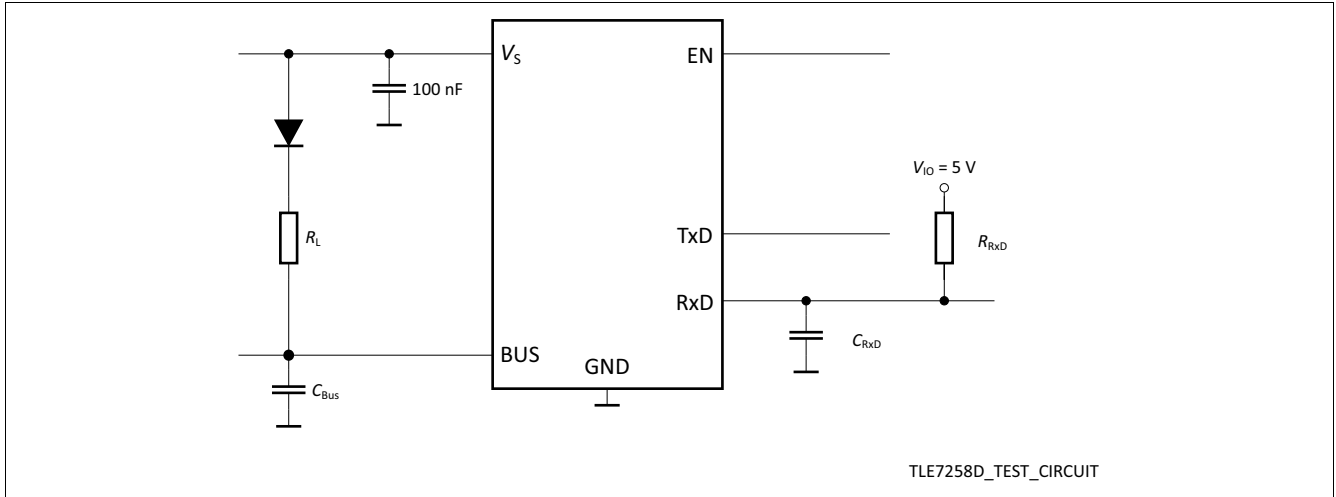 VS
EN
100 nF
VIO = 5 V
RL
TxD
RRxD
RxD
CRxD
BUS
GND
CBus
TLE7258D_TEST_CIRCUIT